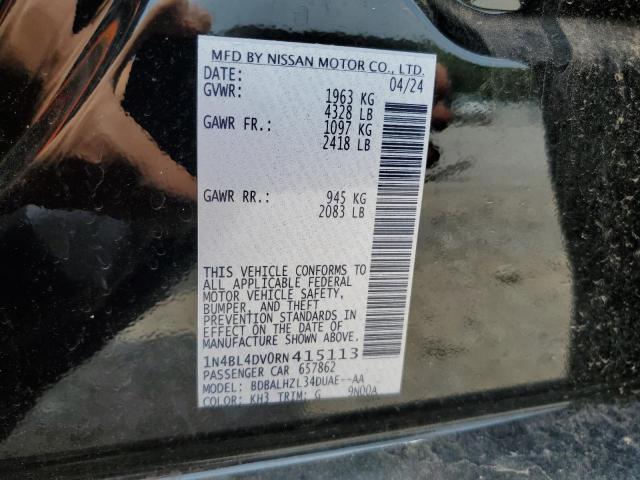 MFD BY NISSAN MOTOR CO., LTD.
DATE: 04/24
GVWR: 1963 KG
4328 LB
GAWR FR.: 1097 KG
2418 LB
GAWR RR.: 945 KG
2083 LB
THIS VEHICLE CONFORMS TO
ALL APPLICABLE FEDERAL
MOTOR VEHICLE SAFETY,
BUMPER, AND THEFT
PREVENTION STANDARDS IN
EFFECT ON THE DATE OF
MANUFACTURE SHOWN ABOVE.
1N4BL4DV0RN415113
PASSENGER CAR 657862
MODEL: BDBALHZL34DUAE--AA
COLOR: KH3 TRIM: G 9N00A